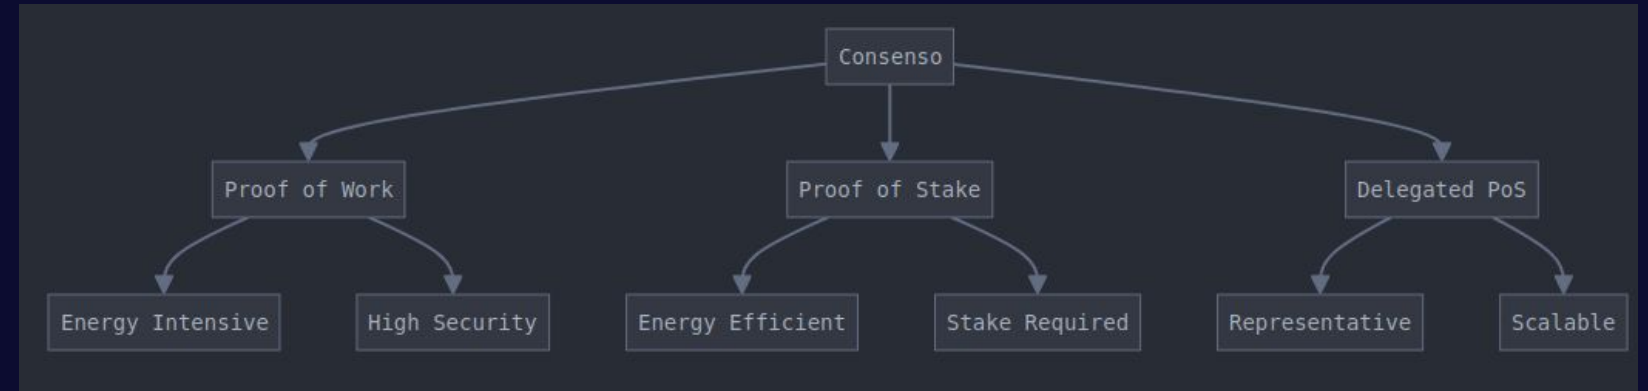 Consenso
Proof of Work
Proof of Stake
Delegated PoS
Energy Intensive
High Security
Energy Efficient
Stake Required
Representative
Scalable